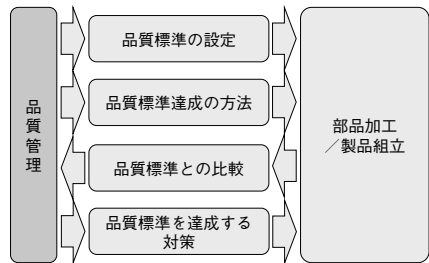 品質管理
品質標準の設定
品質標準達成の方法
品質標準との比較
品質標準を達成する
対策
部品加工
／製品組立